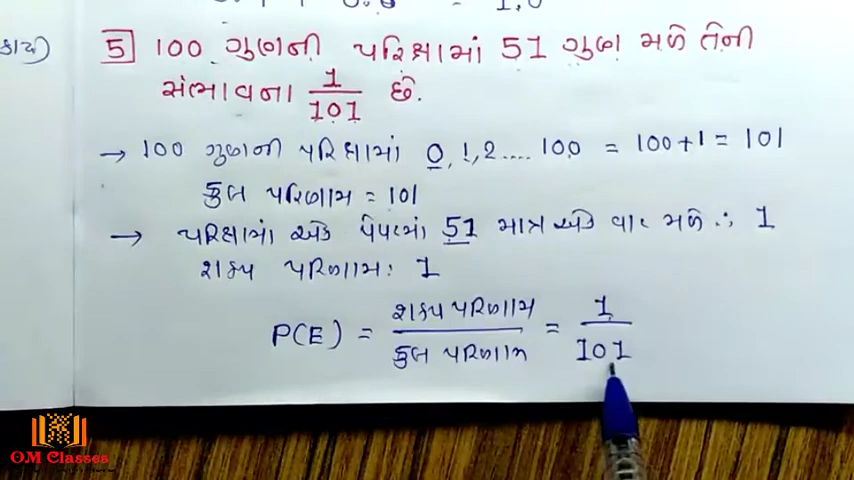 = 1.0
કાચી)
5 100 ગુણની પરિક્ષામાં 51 ગુણ મળે તેની
સંભાવના 1/101 છે.
→ 100 ગુણની પરિક્ષામાં 0, 1, 2 .... 100 = 100 + 1 = 101
કુલ પરિણામ = 101
→ પરિક્ષામાં એક પેપરમાં 51 માત્ર એક વાર મળે ∴ 1
શક્ય પરિણામ: 1
P(E) = શક્ય પરિણામ / કુલ પરિણામ = 1/101
OM Classes